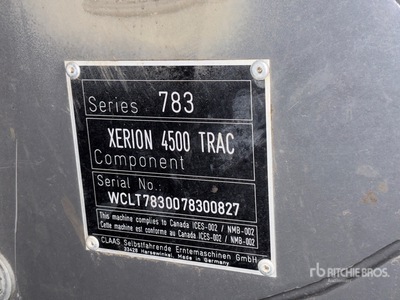 Series 783
XERION 4500 TRAC
Component
Serial No.:
WCLT7830078300827
This machine complies to Canada ICES-002 / NMB-002
Cette machine est conforme au Canada ICES-002 / NMB-002
CLAAS Selbstfahrende Erntemaschinen GmbH
33428 Harsewinkel, Made in Germany
rb RITCHIE BROS.